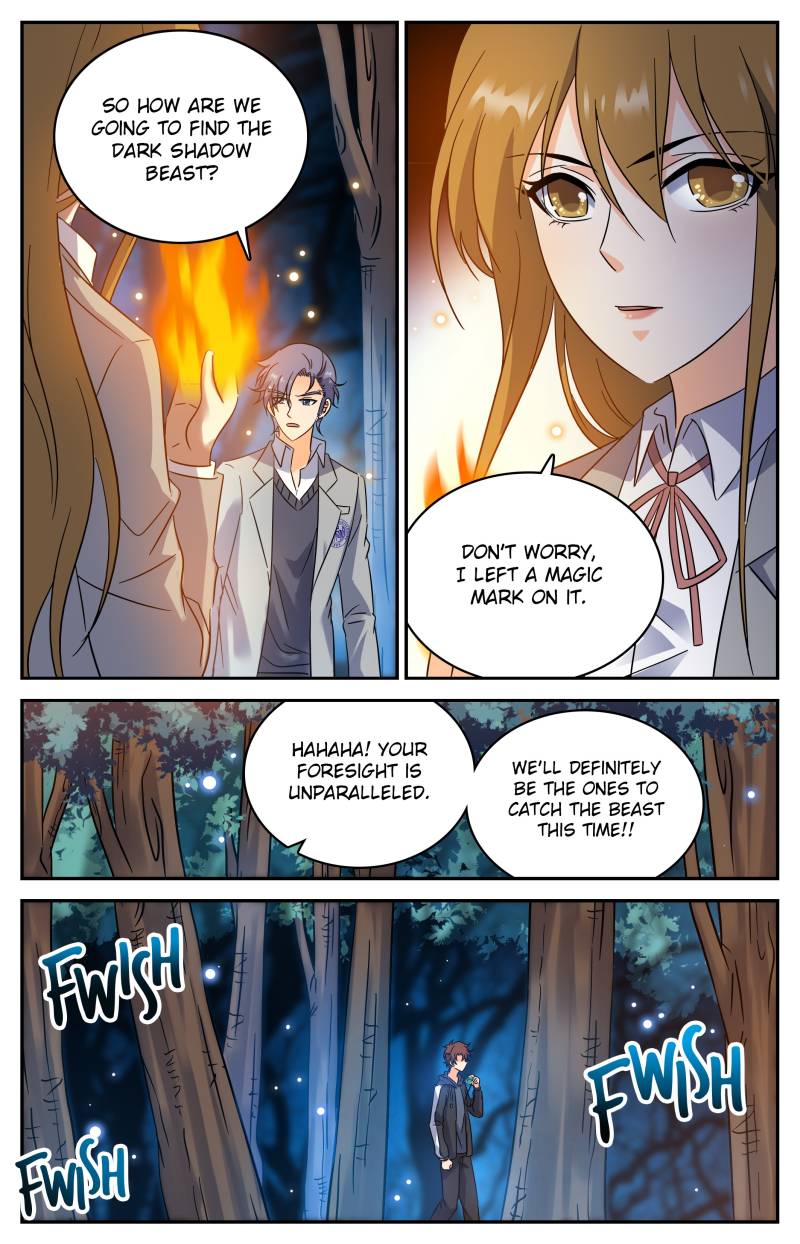 SO HOW ARE WE
GOING TO FIND THE
DARK SHADOW
BEAST?
DON'T WORRY,
I LEFT A MAGIC
MARK ON IT.
HAHAHA! YOUR
FORESIGHT IS
UNPARALLELED.
WE'LL DEFINITELY
BE THE ONES TO
CATCH THE BEAST
THIS TIME!!
FWISH
FWISH
FWISH